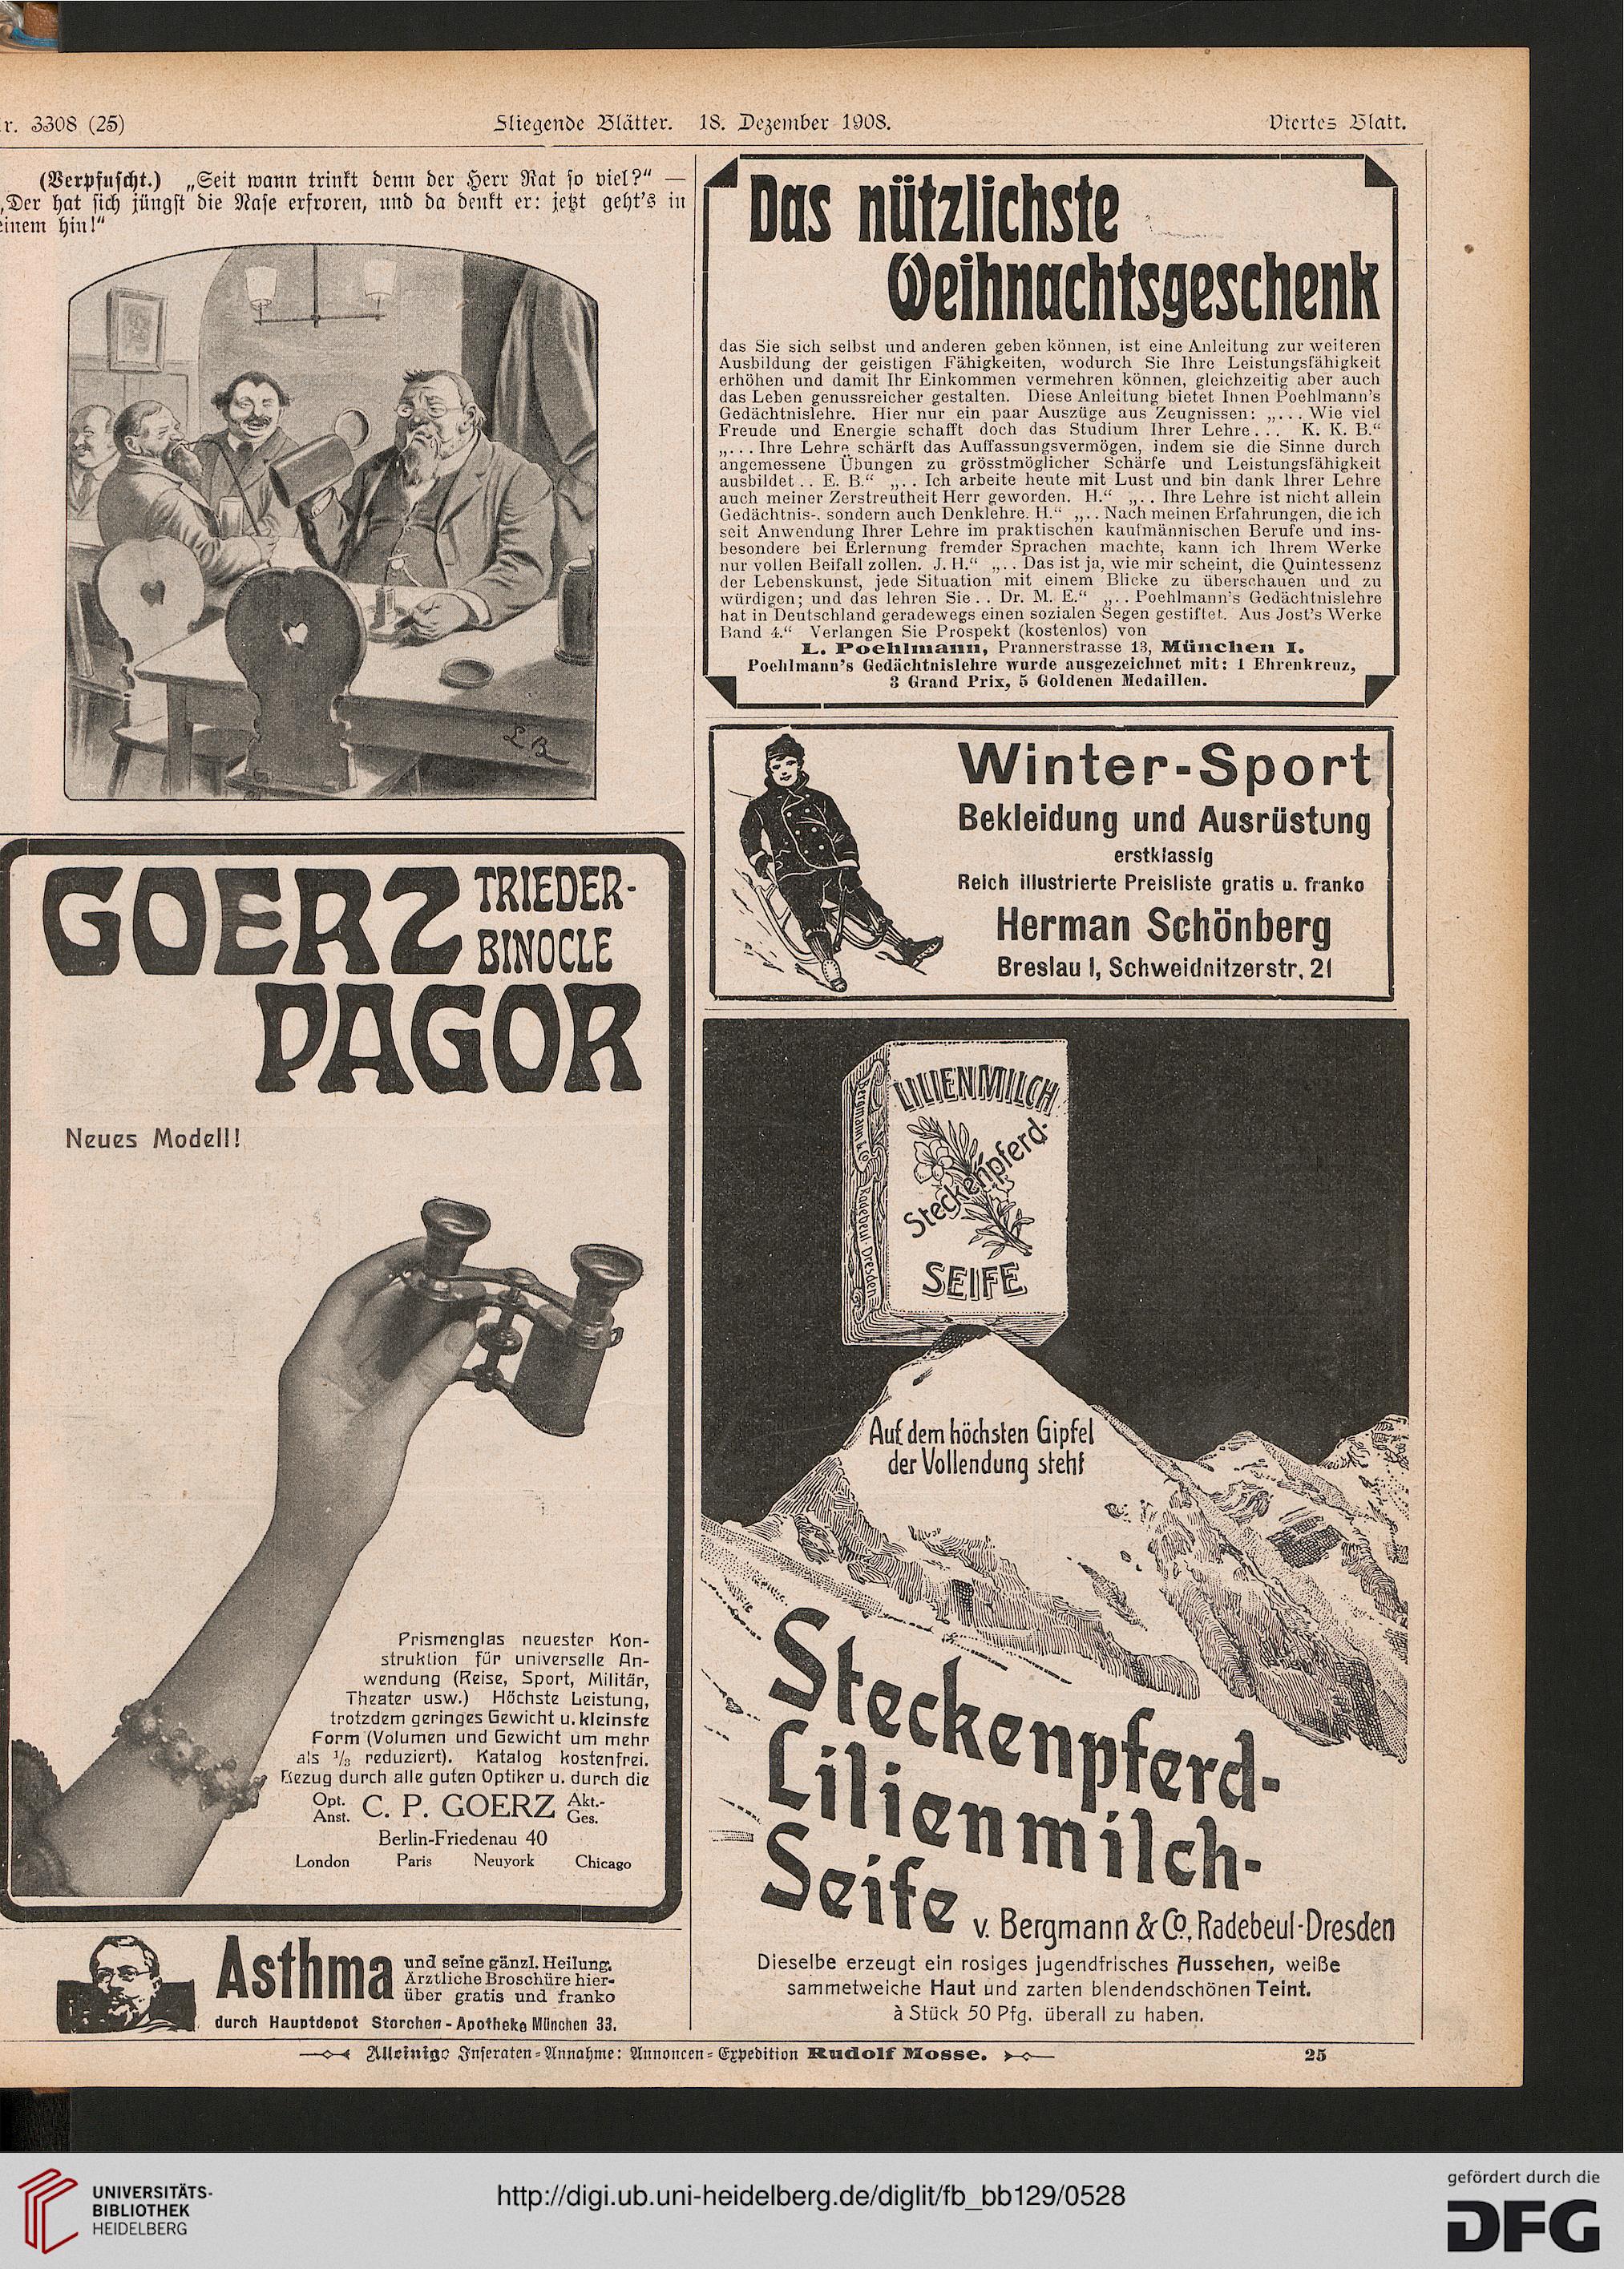 3308 (25)
Fliegende Blätter. 18. Dezember 1908.
Viertes Blatt.
(Verpfuscht.) „Seit wann trinkt denn der Herr Rat so viel?“ —
„Der hat sich jüngst die Nase erfroren, und da denkt er: jetzt geht's in
einem hin!“
LB
GOERZ TRIEDER-
BINOCLE
PAGOR
Neues Modell!
Prismenglas neuester Kon-
struktion für universelle An-
wendung (Reise, Sport, Militär,
Theater usw.) Höchste Leistung,
trotzdem geringes Gewicht u. kleinste
Form (Volumen und Gewicht um mehr
als ⅓ reduziert). Katalog kostenfrei.
Bezug durch alle guten Optiker u. durch die
Opt. Anst. C. P. GOERZ Akt.- Ges.
Berlin-Friedenau 40
London Paris Neuyork Chicago
Asthma und seine gänzl. Heilung.
Ärztliche Broschüre hier-
über gratis und franko
durch Hauptdepot Storchen-Apotheke München 33.
Das nützlichste
Weihnachtsgeschenk
das Sie sich selbst und anderen geben können, ist eine Anleitung zur weiteren
Ausbildung der geistigen Fähigkeiten, wodurch Sie Ihre Leistungsfähigkeit
erhöhen und damit Ihr Einkommen vermehren können, gleichzeitig aber auch
das Leben genussreicher gestalten. Diese Anleitung bietet Ihnen Poehlmann's
Gedächtnislehre. Hier nur ein paar Auszüge aus Zeugnissen: „... Wie viel
Freude und Energie schafft doch das Studium Ihrer Lehre... K. K. B.“
„... Ihre Lehre schärft das Auffassungsvermögen, indem sie die Sinne durch
angemessene Übungen zu grösstmöglicher Schärfe und Leistungsfähigkeit
ausbildet.. E. B.“ „.. Ich arbeite heute mit Lust und bin dank Ihrer Lehre
auch meiner Zerstreutheit Herr geworden. H.“ „.. Ihre Lehre ist nicht allein
Gedächtnis-, sondern auch Denklehre. H.“ „.. Nach meinen Erfahrungen, die ich
seit Anwendung Ihrer Lehre im praktischen kaufmännischen Berufe und ins-
besondere bei Erlernung fremder Sprachen machte, kann ich Ihrem Werke
nur vollen Beifall zollen. J. H.“ „.. Das ist ja, wie mir scheint, die Quintessenz
der Lebenskunst, jede Situation mit einem Blicke zu überschauen und zu
würdigen; und das lehren Sie.. Dr. M. E.“ „.. Poehlmann's Gedächtnislehre
hat in Deutschland geradewegs einen sozialen Segen gestiftet. Aus Jost's Werke
Band 4.“ Verlangen Sie Prospekt (kostenlos) von
L. Poehlmann, Prannerstrasse 13, München I.
Poehlmann's Gedächtnislehre wurde ausgezeichnet mit: 1 Ehrenkreuz,
3 Grand Prix, 5 Goldenen Medaillen.
Winter-Sport
Bekleidung und Ausrüstung
erstklassig
Reich illustrierte Preisliste gratis u. franko
Herman Schönberg
Breslau I, Schweidnitzerstr. 21
LILIENMILCH
Steckenpferd-
SEIFE
Bergmann & Co. Radebeul-Dresden
Auf dem höchsten Gipfel
der Vollendung steht
Steckenpferd-
Lilienmilch-
Seife
v. Bergmann & Co., Radebeul-Dresden
Dieselbe erzeugt ein rosiges jugendfrisches Aussehen, weiße
sammetweiche Haut und zarten blendendschönen Teint.
à Stück 50 Pfg. überall zu haben.
Alleinige Inseraten-Annahme: Annoncen-Expedition Rudolf Mosse.
25
UNIVERSITÄTS-
BIBLIOTHEK
HEIDELBERG
http://digi.ub.uni-heidelberg.de/diglit/fb_bb129/0528
gefördert durch die
DFG